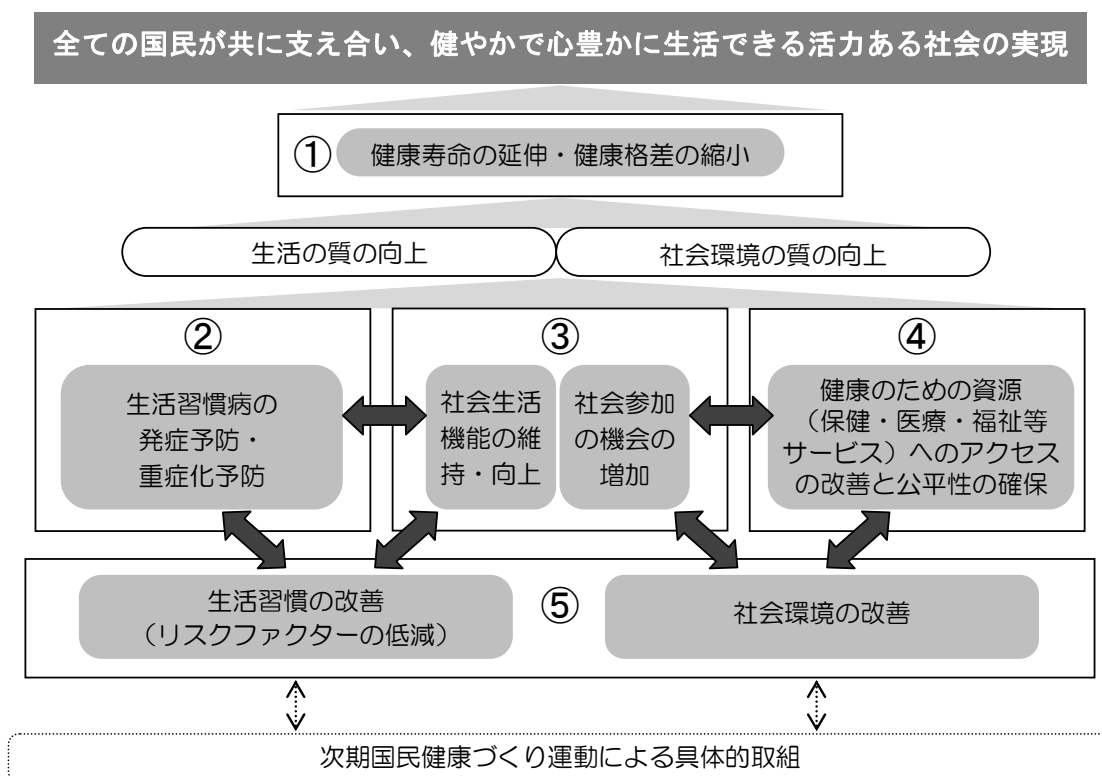 全ての国民が共に支え合い、健やかで心豊かに生活できる活力ある社会の実現
①
健康寿命の延伸・健康格差の縮小
生活の質の向上
社会環境の質の向上
②
生活習慣病の
発症予防・
重症化予防
③
社会生活
機能の維
持・向上
社会参加
の機会の
増加
④
健康のための資源
（保健・医療・福祉等
サービス）へのアクセス
の改善と公平性の確保
生活習慣の改善
（リスクファクターの低減）
⑤
社会環境の改善
次期国民健康づくり運動による具体的取組